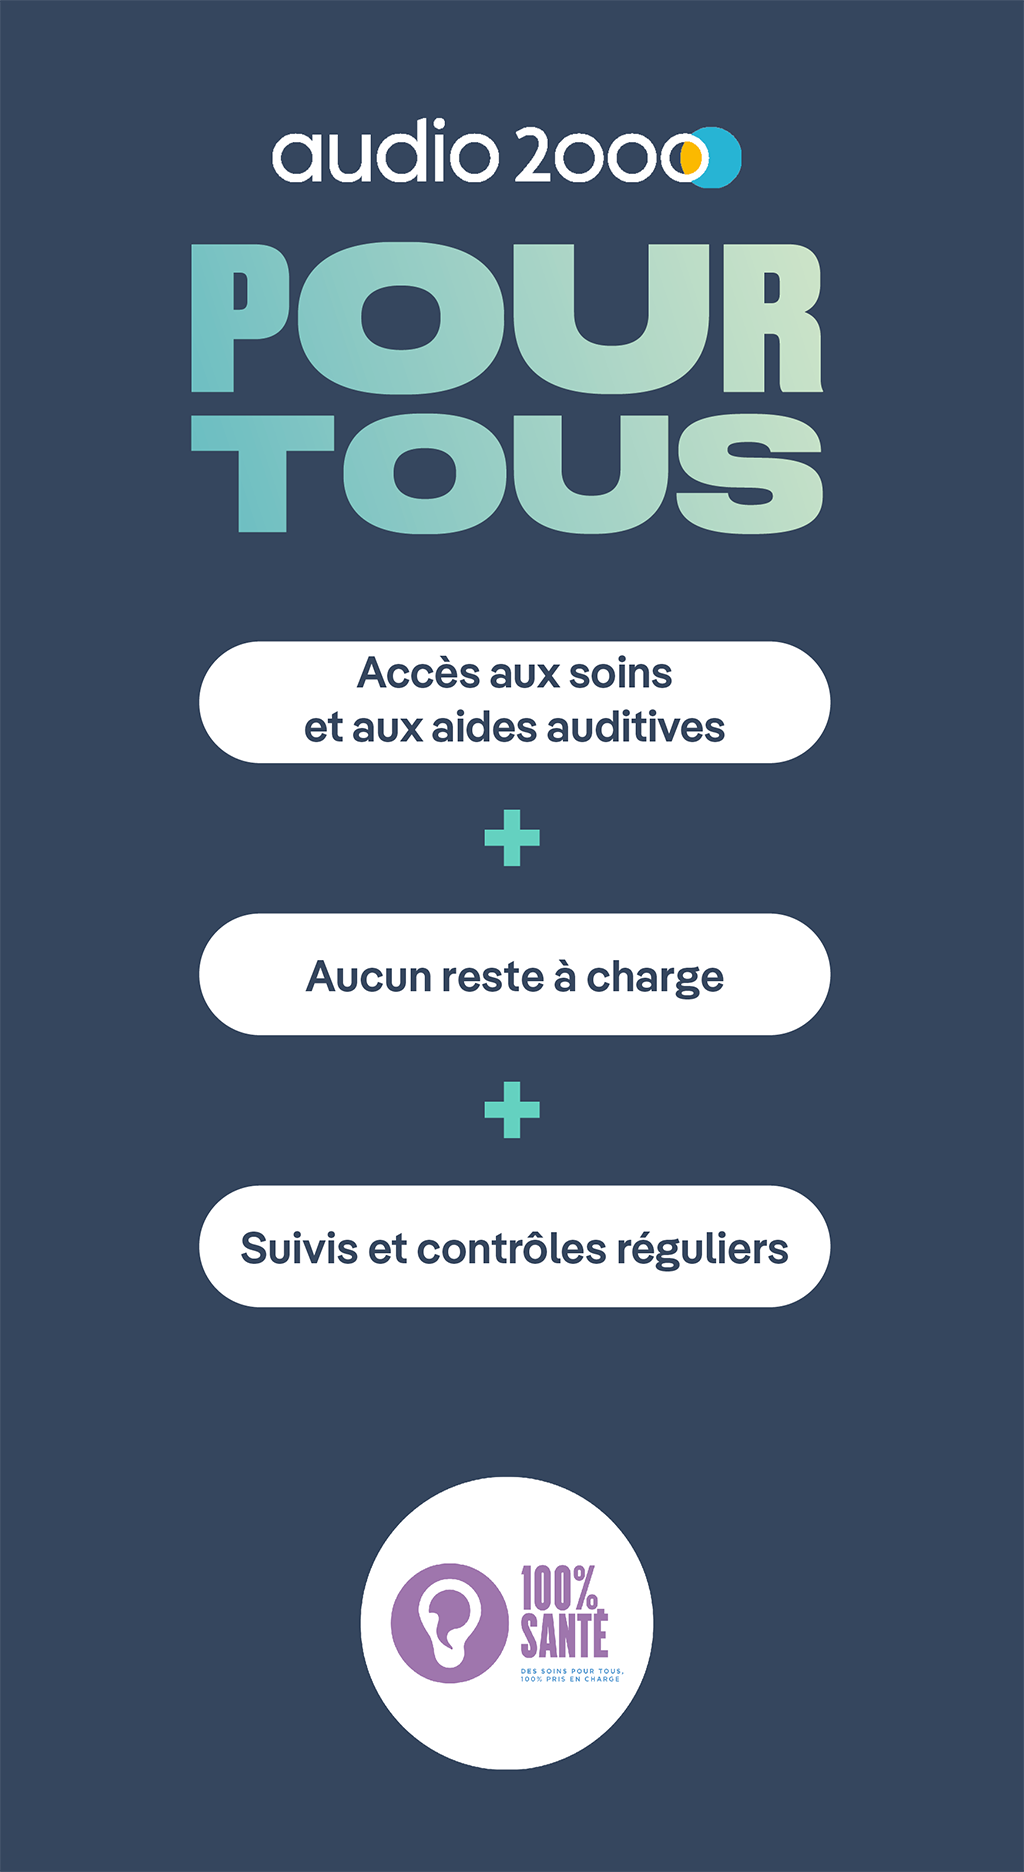 audio 2000
POUR
TOUS
Accès aux soins
et aux aides auditives
+
Aucun reste à charge
+
Suivis et contrôles réguliers
100%
SANTÉ
DES SOINS POUR TOUS,
100% PRIS EN CHARGE